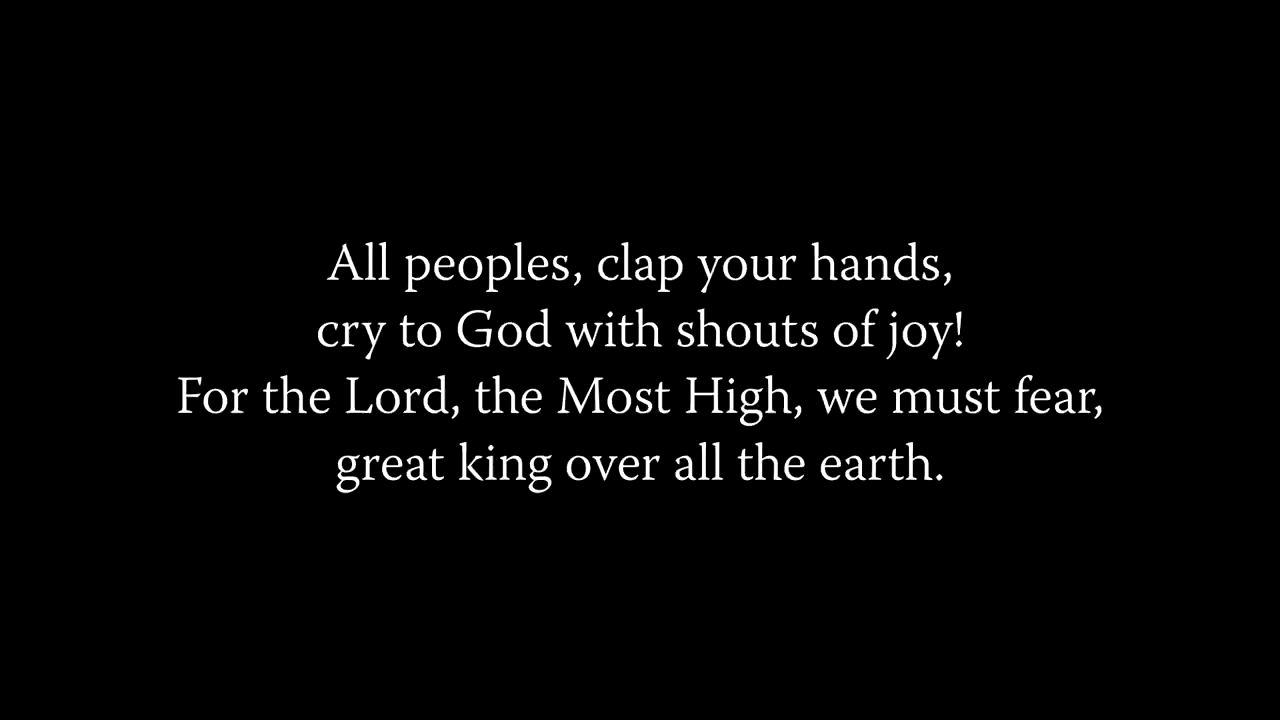 All peoples, clap your hands,
cry to God with shouts of joy!
For the Lord, the Most High, we must fear,
great king over all the earth.